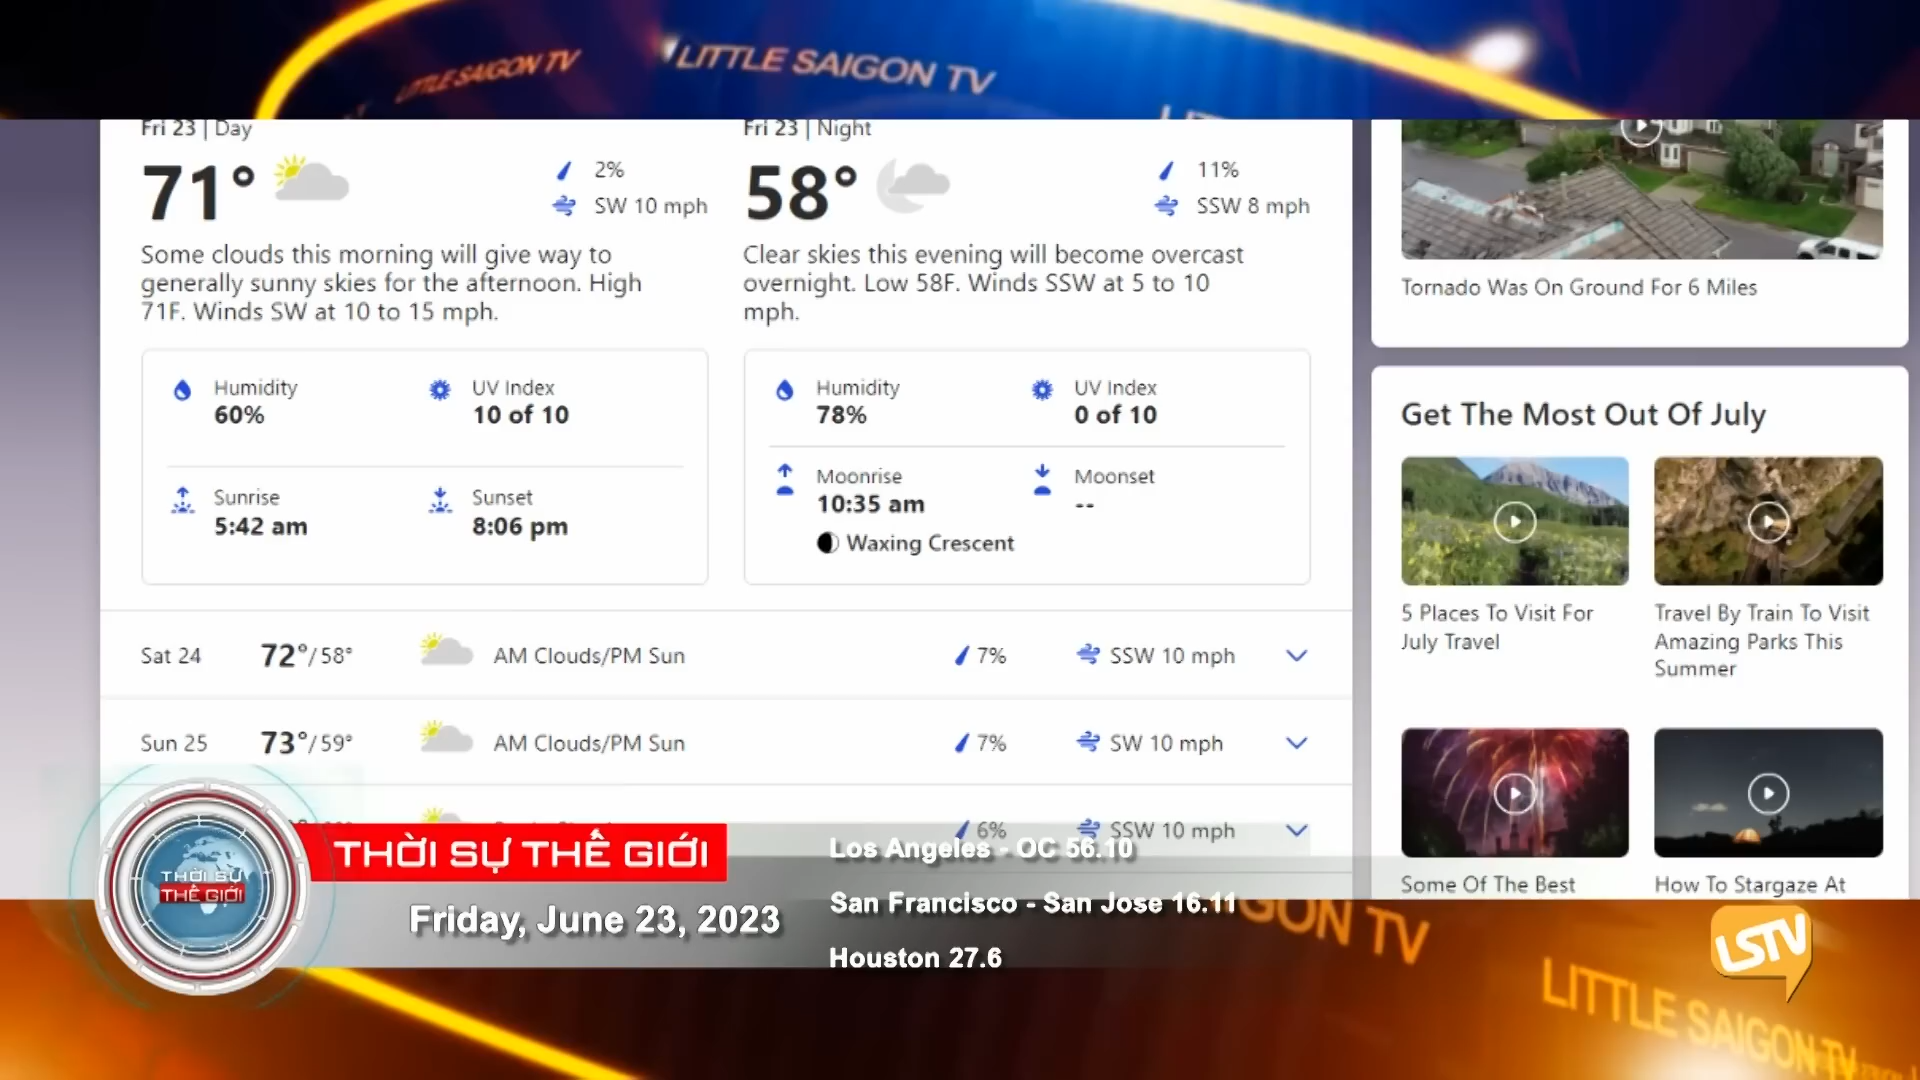 LITTLE SAIGON TV
LITTLE SAIGON TV
Fri 23 | Day
71°
2%
SW 10 mph
Some clouds this morning will give way to
generally sunny skies for the afternoon. High
71F. Winds SW at 10 to 15 mph.
Humidity
60%
UV Index
10 of 10
Sunrise
5:42 am
Sunset
8:06 pm
Fri 23 | Night
58°
11%
SSW 8 mph
Clear skies this evening will become overcast
overnight. Low 58F. Winds SSW at 5 to 10
mph.
Humidity
78%
UV Index
0 of 10
Moonrise
10:35 am
Waxing Crescent
Moonset
--
Sat 24 72°/58° AM Clouds/PM Sun 7% SSW 10 mph
Sun 25 73°/59° AM Clouds/PM Sun 7% SW 10 mph
6% SSW 10 mph
Tornado Was On Ground For 6 Miles
Get The Most Out Of July
5 Places To Visit For
July Travel
Travel By Train To Visit
Amazing Parks This
Summer
Some Of The Best
How To Stargaze At
THỜI SỰ
THẾ GIỚI
THỜI SỰ THẾ GIỚI
Friday, June 23, 2023
Los Angeles - OC 56.10
San Francisco - San Jose 16.11
Houston 27.6
GON TV
LSTV
LITTLE SAIGON TV